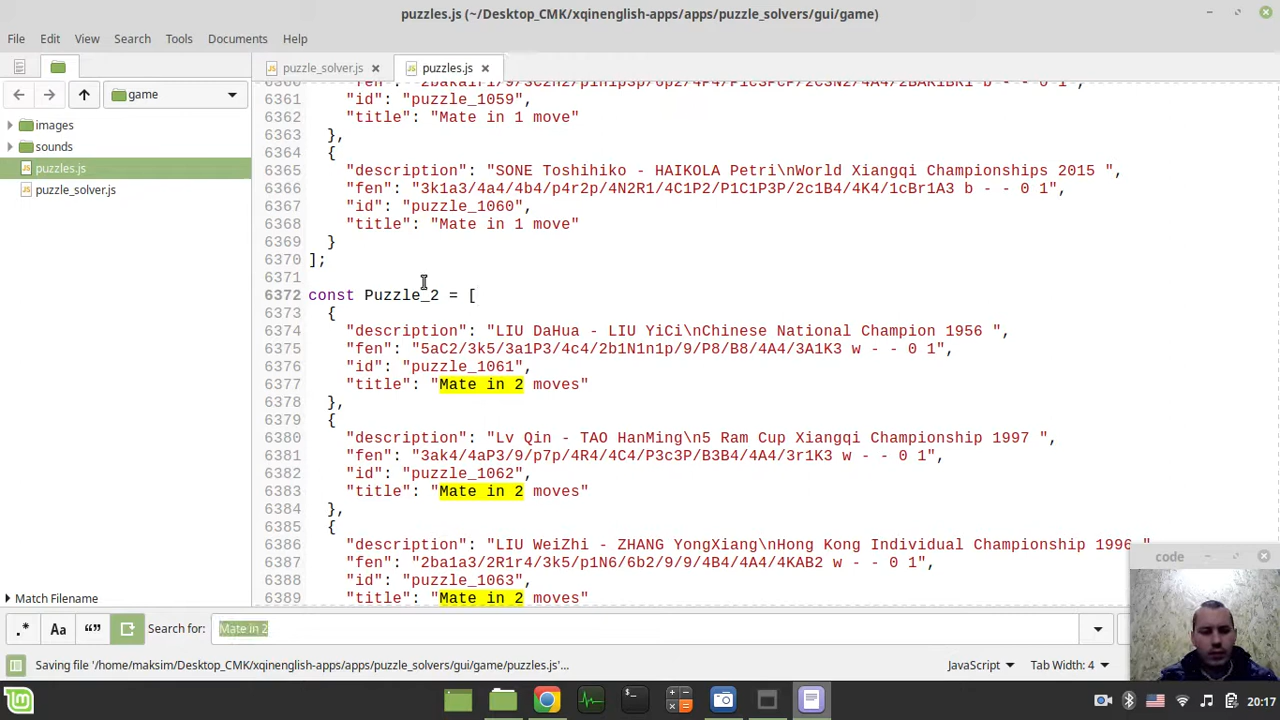 puzzles.js (~/Desktop_CMK/xqinenglish-apps/apps/puzzle_solvers/gui/game)
File Edit View Search Tools Documents Help
puzzle_solver.js
puzzles.js
game
images
sounds
puzzles.js
puzzle_solver.js
6361 "id": "puzzle_1059",
6362 "title": "Mate in 1 move"
6363 },
6364 {
6365 "description": "SONE Toshihiko - HAIKOLA Petri\nWorld Xiangqi Championships 2015 ",
6366 "fen": "3k1a3/4a4/4b4/p4r2p/4N2R1/4C1P2/P1C1P3P/2c1B4/4K4/1cBr1A3 b - - 0 1",
6367 "id": "puzzle_1060",
6368 "title": "Mate in 1 move"
6369 }
6370 ];
6371
6372 const Puzzle_2 = [
6373 {
6374 "description": "LIU DaHua - LIU YiCi\nChinese National Champion 1956 ",
6375 "fen": "5aC2/3k5/3a1P3/4c4/2b1N1n1p/9/P8/B8/4A4/3A1K3 w - - 0 1",
6376 "id": "puzzle_1061",
6377 "title": "Mate in 2 moves"
6378 },
6379 {
6380 "description": "Lv Qin - TAO HanMing\n5 Ram Cup Xiangqi Championship 1997 ",
6381 "fen": "3ak4/4aP3/9/p7p/4R4/4C4/P3c3P/B3B4/4A4/3r1K3 w - - 0 1",
6382 "id": "puzzle_1062",
6383 "title": "Mate in 2 moves"
6384 },
6385 {
6386 "description": "LIU WeiZhi - ZHANG YongXiang\nHong Kong Individual Championship 1996 "
6387 "fen": "2ba1a3/2R1r4/3k5/p1N6/6b2/9/9/4B4/4A4/4KAB2 w - - 0 1",
6388 "id": "puzzle_1063",
6389 "title": "Mate in 2 moves"
code
Match Filename
.* Aa “” Search for: Mate in 2
Saving file '/home/maksim/Desktop_CMK/xqinenglish-apps/apps/puzzle_solvers/gui/game/puzzles.js'... JavaScript Tab Width: 4
20:17